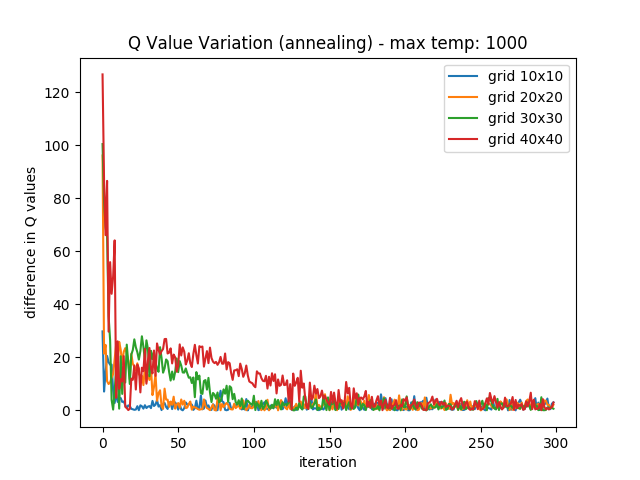 Q Value Variation (annealing) - max temp: 1000
grid 10x10
grid 20x20
grid 30x30
grid 40x40
difference in Q values
120
100
80
60
40
20
0
0 50 100 150 200 250 300
iteration